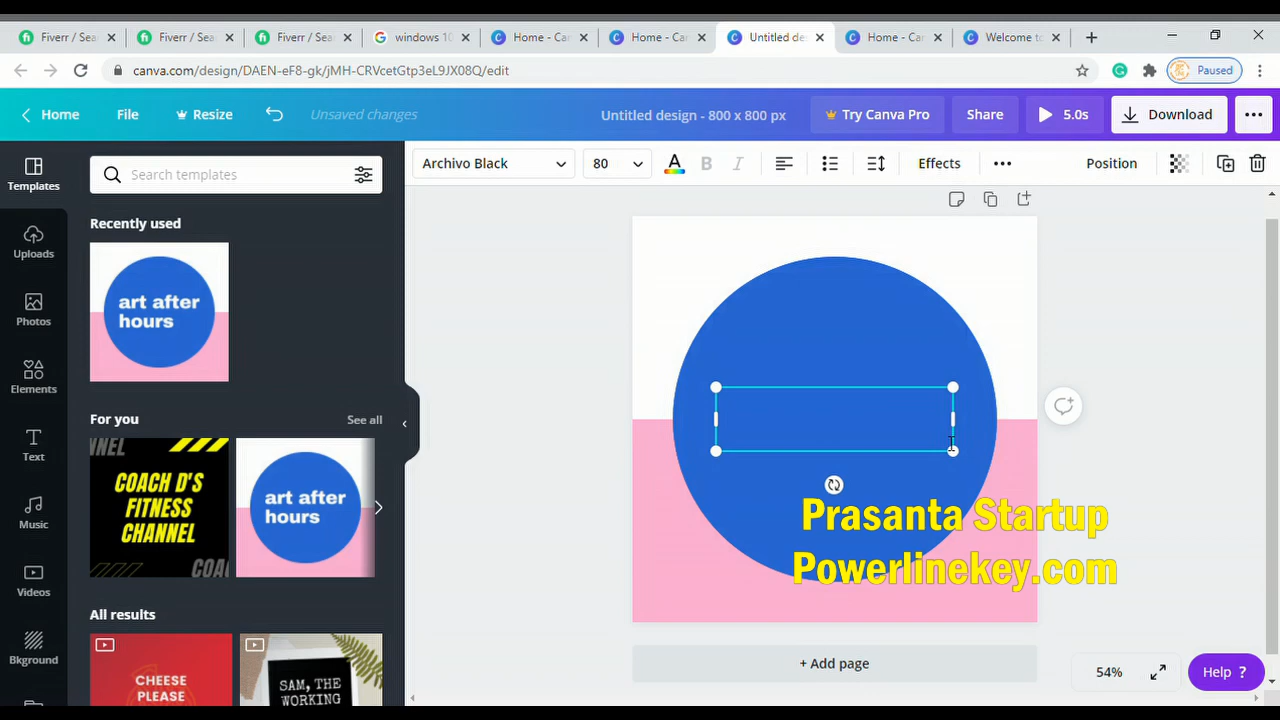 Fiverr / Sea
Fiverr / Sea
Fiverr / Sea
windows 10
Home - Ca
Home - Ca
Untitled de
Home - Ca
Welcome to
canva.com/design/DAEN-eF8-gk/jMH-CRVcetGtp3eL9JX08Q/edit
Paused
Home
File
Resize
Unsaved changes
Untitled design - 800 x 800 px
Try Canva Pro
Share
5.0s
Download
Templates
Search templates
Archivo Black
80
A
B
I
Effects
Position
Uploads
Photos
Elements
Text
Music
Videos
Bkground
Recently used
art after
hours
For you
See all
NNEL
COACH D'S
FITNESS
CHANNEL
COAC
art after
hours
All results
CHEESE
PLEASE
SAM, THE
WORKING
Prasanta Startup
Powerlinekey.com
+ Add page
54%
Help ?